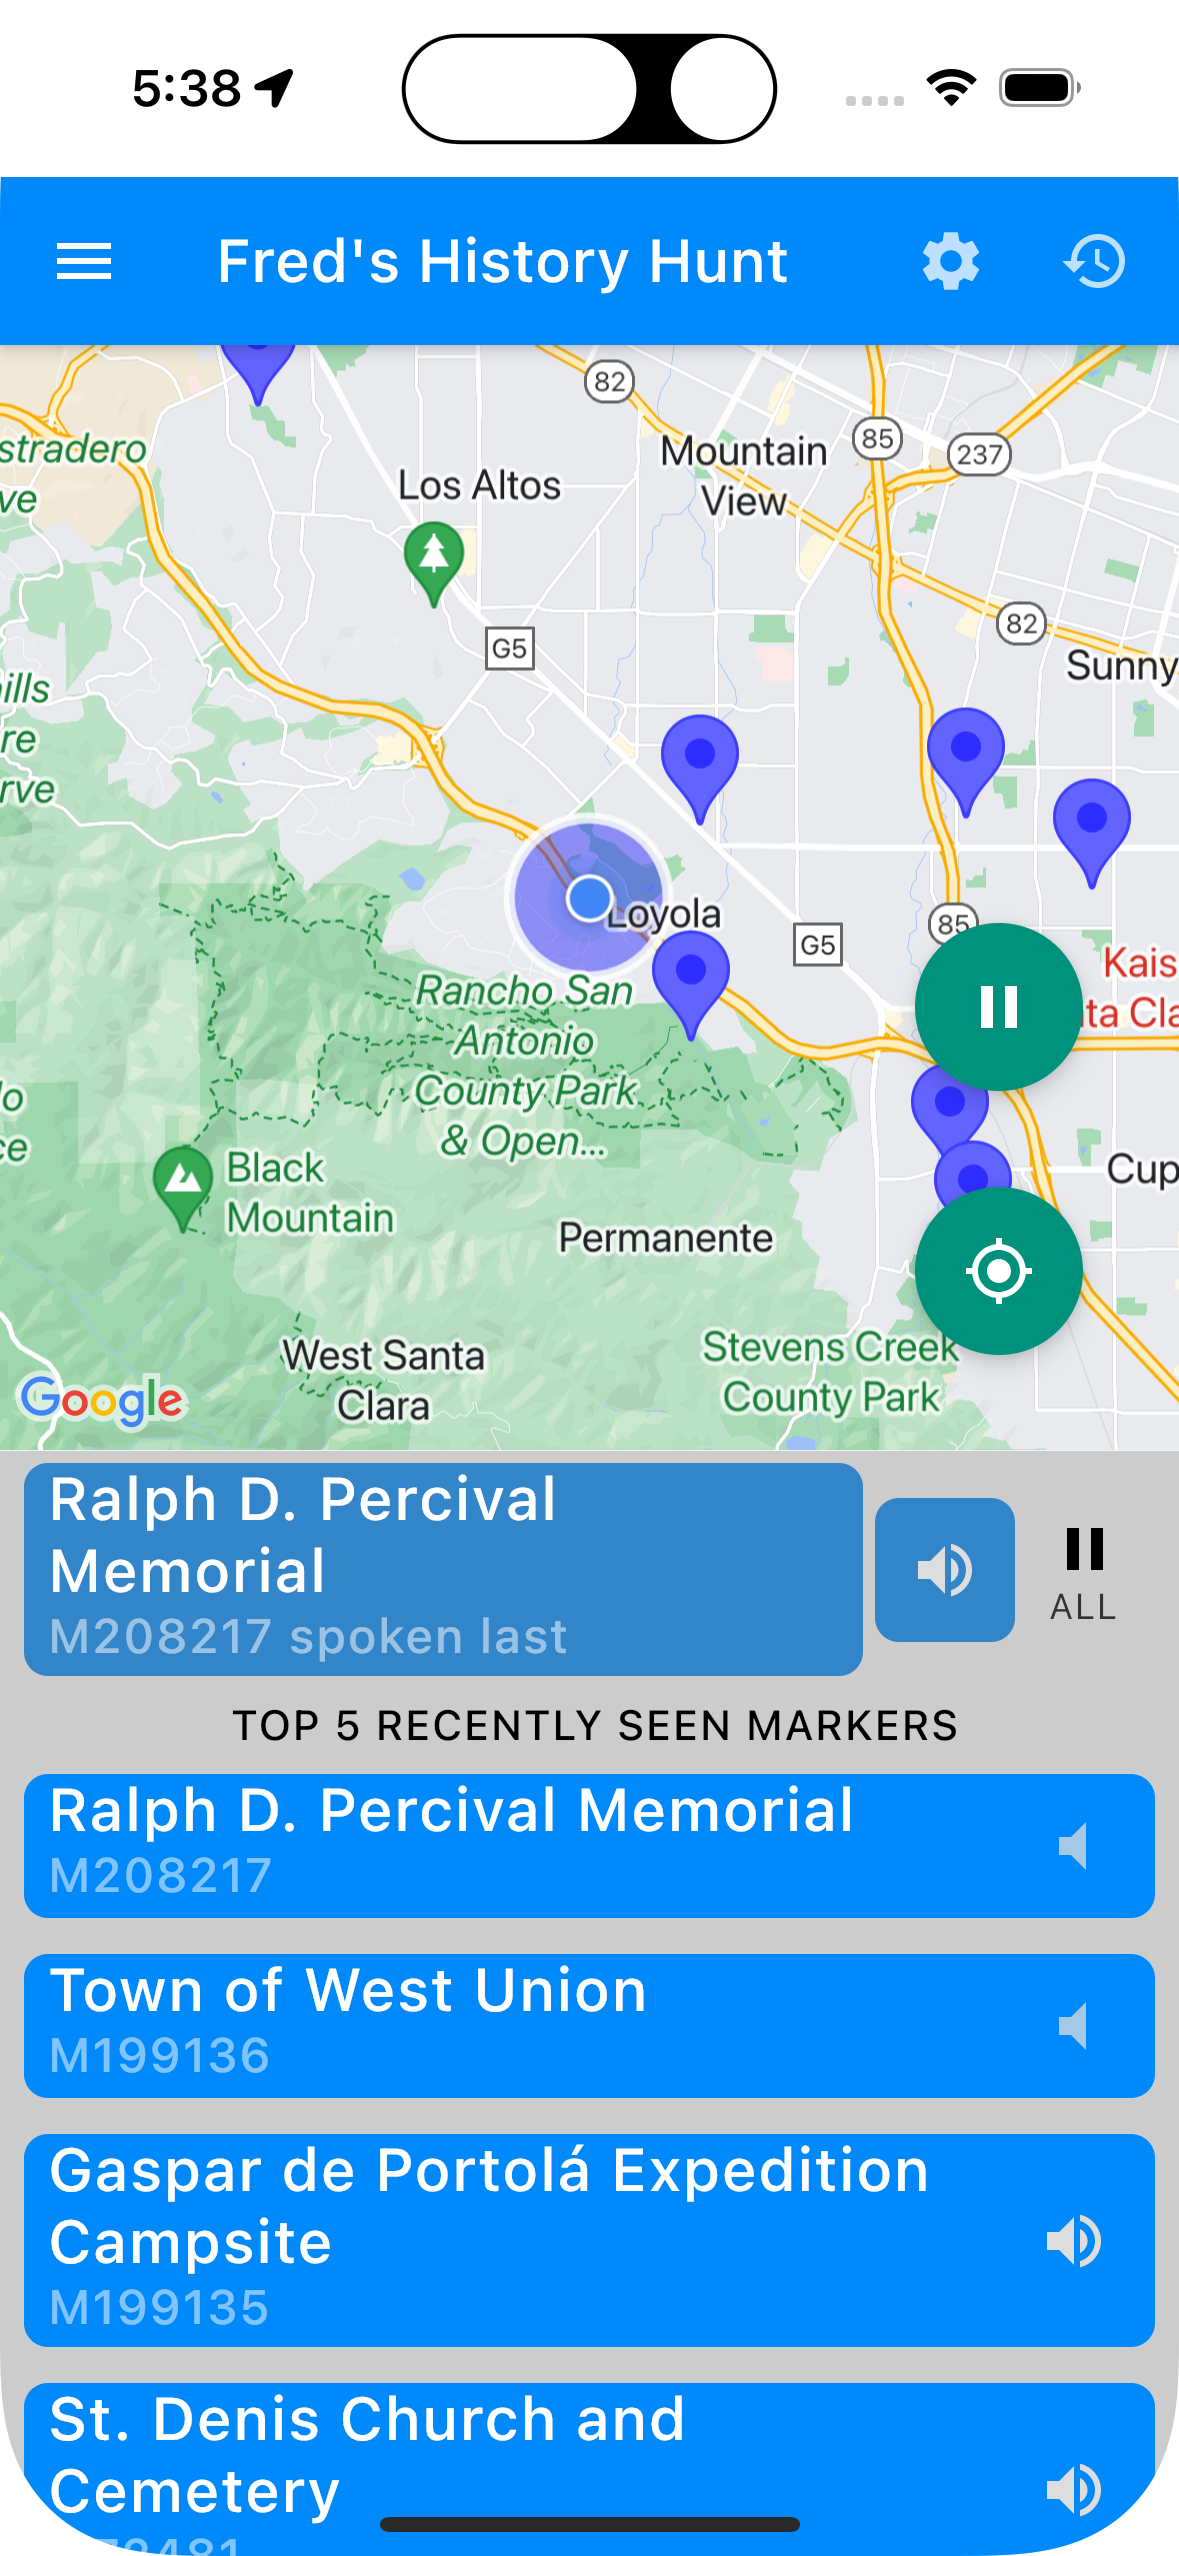 5:38
Fred's History Hunt
82
85
237
stradero
ve
Los Altos
Mountain
View
G5
82
Sunny
ills
re
rve
Loyola
85
G5
Kais
ta Cla
Rancho San
Antonio
County Park
& Open...
lo
ce
Black
Mountain
Cup
Permanente
West Santa
Clara
Stevens Creek
County Park
Google
Ralph D. Percival
Memorial
M208217 spoken last
ALL
TOP 5 RECENTLY SEEN MARKERS
Ralph D. Percival Memorial
M208217
Town of West Union
M199136
Gaspar de Portolá Expedition
Campsite
M199135
St. Denis Church and
Cemetery